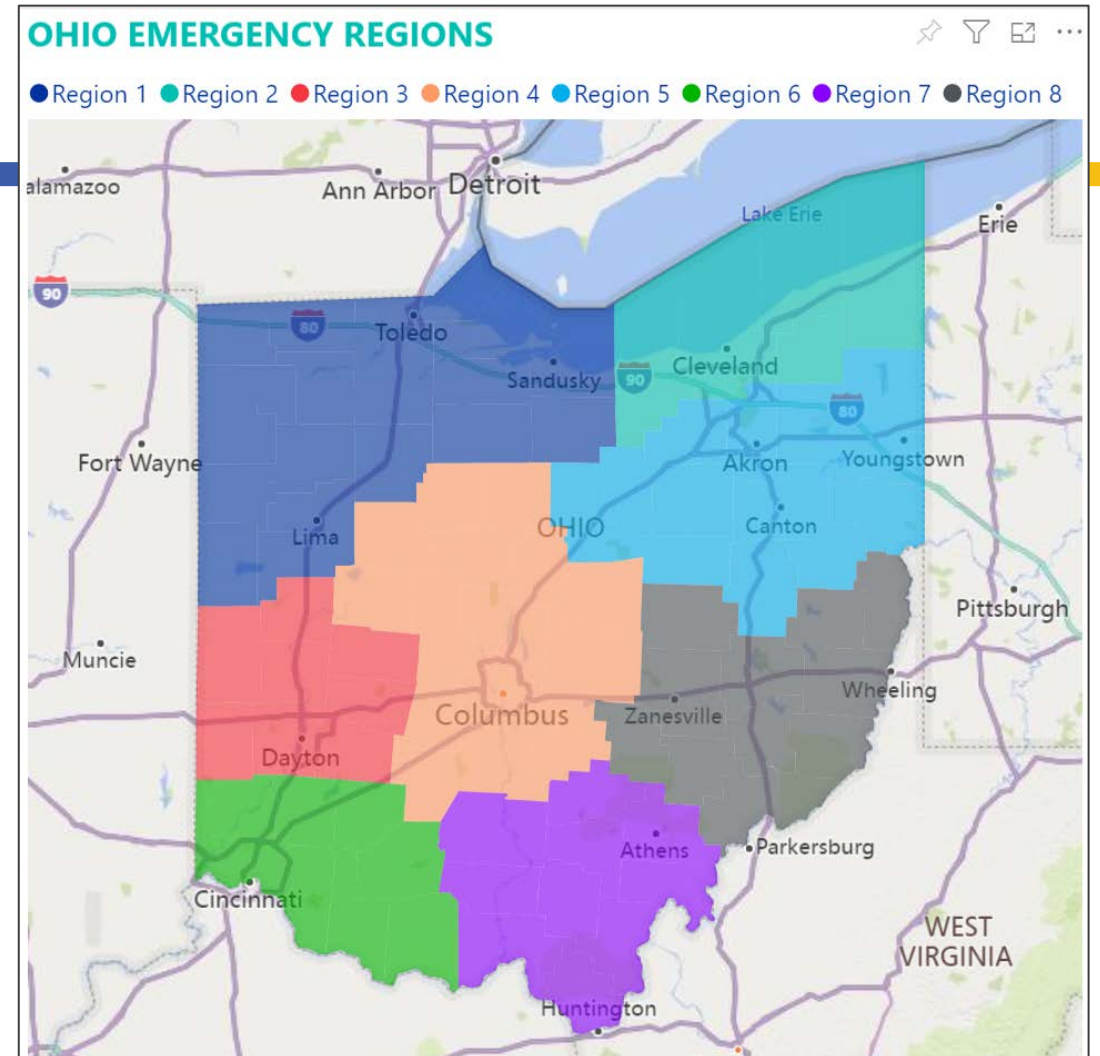 OHIO EMERGENCY REGIONS
Region 1 Region 2 Region 3 Region 4 Region 5 Region 6 Region 7 Region 8
alamazoo
Ann Arbor
Detroit
Lake Erie
Erie
90
80
Toledo
Sandusky
90
Cleveland
80
Fort Wayne
Akron
Youngstown
Lima
OHIO
Canton
Pittsburgh
Muncie
Wheeling
Columbus
Zanesville
Dayton
Athens
Parkersburg
Cincinnati
WEST
VIRGINIA
Huntington